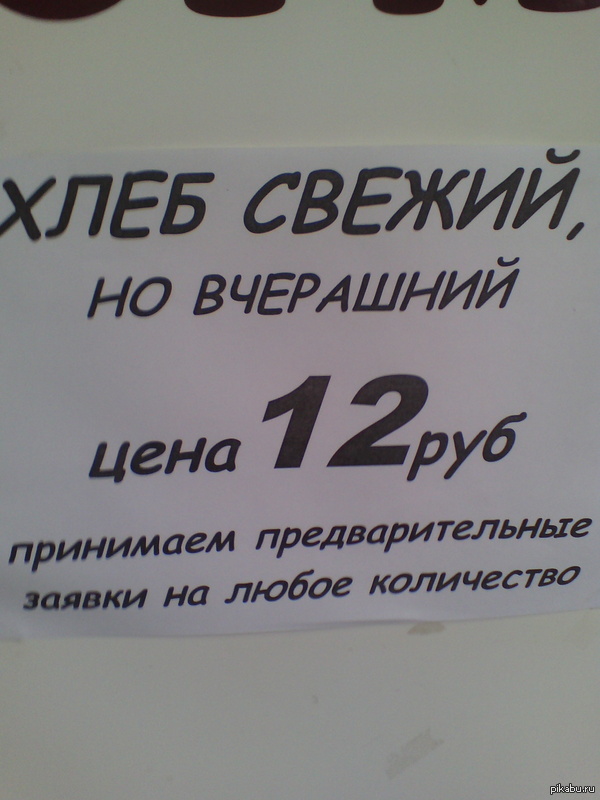 ХЛЕБ СВЕЖИЙ,
НО ВЧЕРАШНИЙ
цена 12руб
принимаем предварительные
заявки на любое количество
pikabu.ru